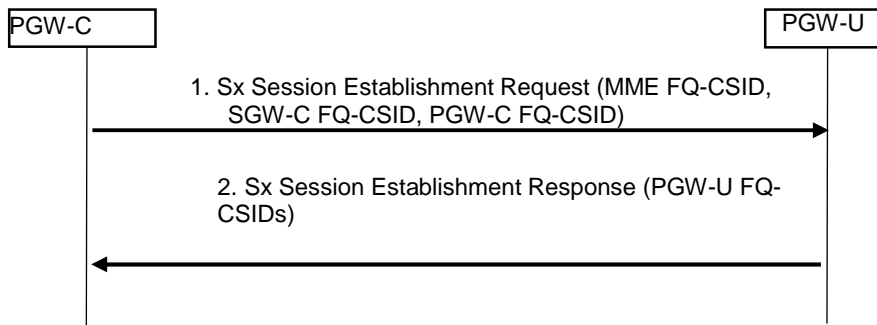 PGW-C
PGW-U
1. Sx Session Establishment Request (MME FQ-CSID,
SGW-C FQ-CSID, PGW-C FQ-CSID)
2. Sx Session Establishment Response (PGW-U FQ-
CSIDs)